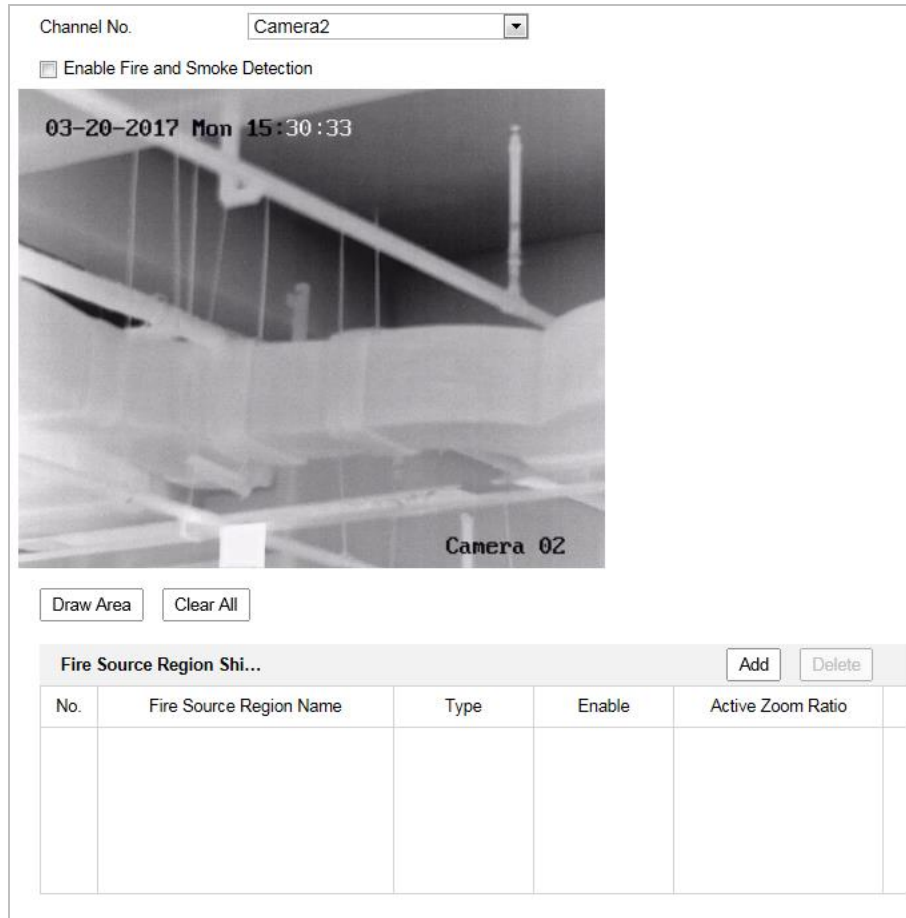 Channel No. Camera2
Enable Fire and Smoke Detection
03-20-2017 Mon 15:30:33
Camera 02
Draw Area Clear All
Fire Source Region Shi... Add Delete
No. Fire Source Region Name Type Enable Active Zoom Ratio